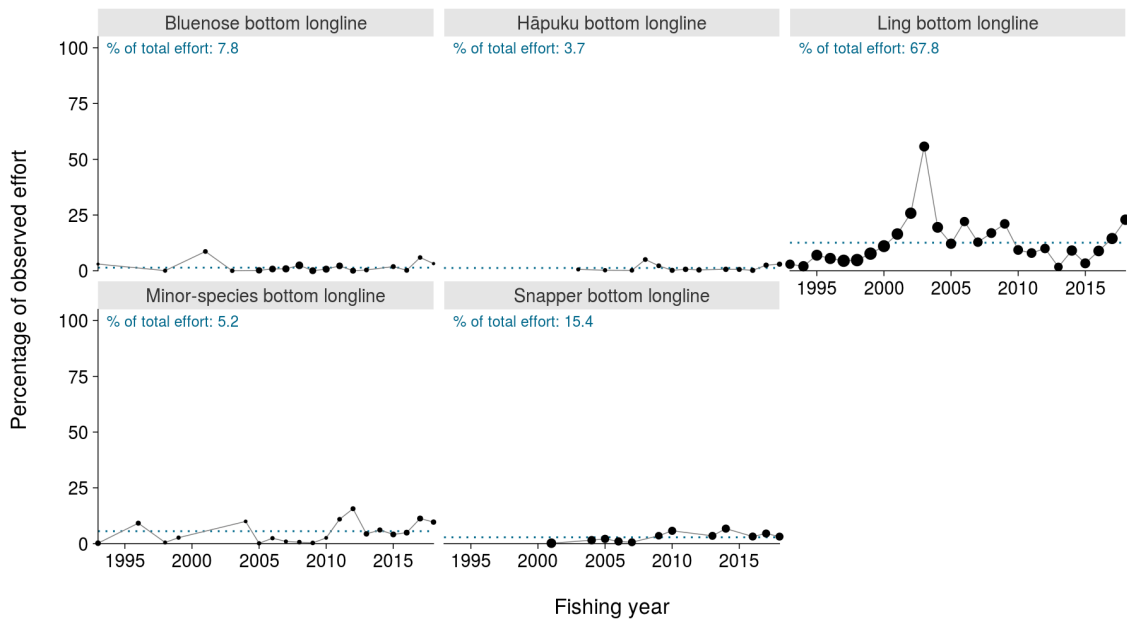 Bluenose bottom longline
Hāpuku bottom longline
Ling bottom longline
% of total effort: 7.8
% of total effort: 3.7
% of total effort: 67.8
100
75
50
25
0
1995 2000 2005 2010 2015
Minor-species bottom longline
Snapper bottom longline
% of total effort: 5.2
% of total effort: 15.4
100
75
50
25
0
1995 2000 2005 2010 2015
1995 2000 2005 2010 2015
Percentage of observed effort
Fishing year